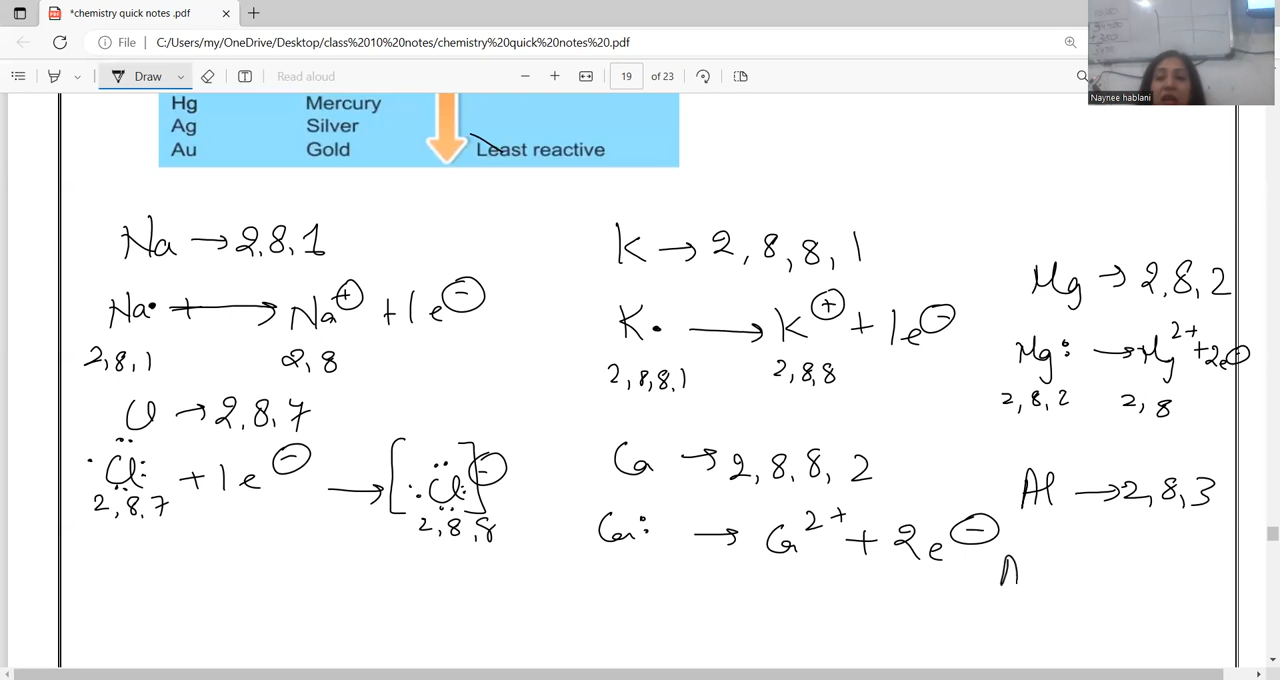 *chemistry quick notes .pdf
File C:/Users/my/OneDrive/Desktop/class%2010%20notes/chemistry%20quick%20notes%20.pdf
Draw Read aloud 19 of 23
Naynee hablani
Hg Mercury
Ag Silver
Au Gold Least reactive
Na → 2,8,1
Na• + → Na⊕ + 1e⊖
2,8,1 2,8
Cl → 2,8,7
Cl + 1e⊖ → [Cl]⊖
2,8,7 2,8,8
K → 2,8,8,1
K• → K⊕ + 1e⊖
2,8,8,1 2,8,8
Ca → 2,8,8,2
Ca: → Ca2+ + 2e⊖
Mg → 2,8,2
Mg: → Mg2+ + 2e⊖
2,8,2 2,8
Al → 2,8,3